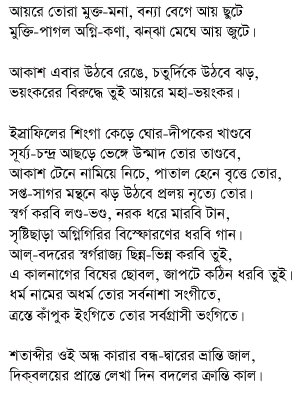 আয়রে তোরা মুক্ত-মনা, বন্যা বেগে আয় ছুটে
মুক্তি-পাগল অগ্নি-কণা, ঝন্‌ঝা মেঘে আয় জুটে।
আকাশ এবার উঠবে রেঙে, চতুর্দিকে উঠবে ঝড়,
ভয়ংকরের বিরুদ্ধে তুই আয়রে মহা-ভয়ংকর।
ইস্রাফিলের শিংগা কেড়ে ঘোর-দীপকের খাণ্ডবে
সূর্য্য-চন্দ্র আছড়ে ভেঙ্গে উন্মাদ তোর তাণ্ডবে,
আকাশ টেনে নামিয়ে নিচে, পাতাল হেনে বৃত্তে তোর,
সপ্ত-সাগর মন্থনে ঝড় উঠবে প্রলয় নৃত্যে তোর।
স্বর্গ করবি লণ্ড-ভণ্ড, নরক ধরে মারবি টান,
সৃষ্টিছাড়া অগ্নিগিরির বিস্ফোরণের ধরবি গান।
আল্-বদরের স্বর্গরাজ্য ছিন্ন-ভিন্ন করবি তুই,
এ কালনাগের বিষের ছোবল, জাপটে কঠিন ধরবি তুই।
ধর্ম নামের অধর্ম তোর সর্বনাশা সংগীতে,
ত্রস্তে কাঁপুক ইংগিতে তোর সর্বগ্রাসী ভংগিতে।
শতাব্দীর ওই অন্ধ কারার বন্ধ-দ্বারের ভ্রান্তি জাল,
দিক্‌বলয়ের প্রান্তে লেখা দিন বদলের ক্রান্তি কাল।